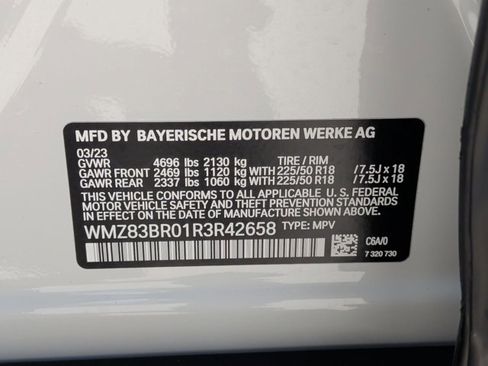 MFD BY BAYERISCHE MOTOREN WERKE AG
03/23
GVWR 4696 lbs 2130 kg TIRE / RIM
GAWR FRONT 2469 lbs 1120 kg WITH 225/50 R18 /7.5J x 18
GAWR REAR 2337 lbs 1060 kg WITH 225/50 R18 /7.5J x 18
THIS VEHICLE CONFORMS TO ALL APPLICABLE U. S. FEDERAL
MOTOR VEHICLE SAFETY AND THEFT PREVENTION STANDARDS
IN EFFECT ON THE DATE OF MANUFACTURE SHOWN ABOVE.
WMZ83BR01R3R42658 TYPE: MPV
C6A/0
7 320 730